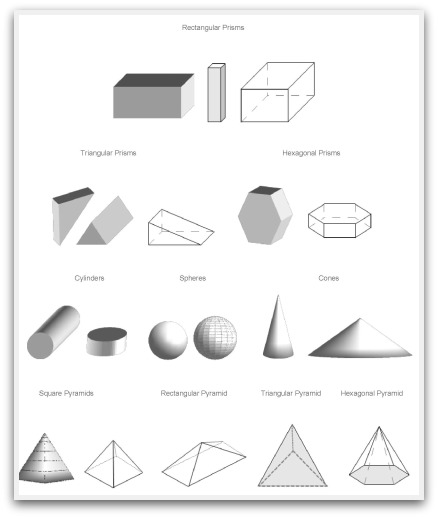 Rectangular Prisms
Triangular Prisms
Hexagonal Prisms
Cylinders
Spheres
Cones
Square Pyramids
Rectangular Pyramid
Triangular Pyramid
Hexagonal Pyramid